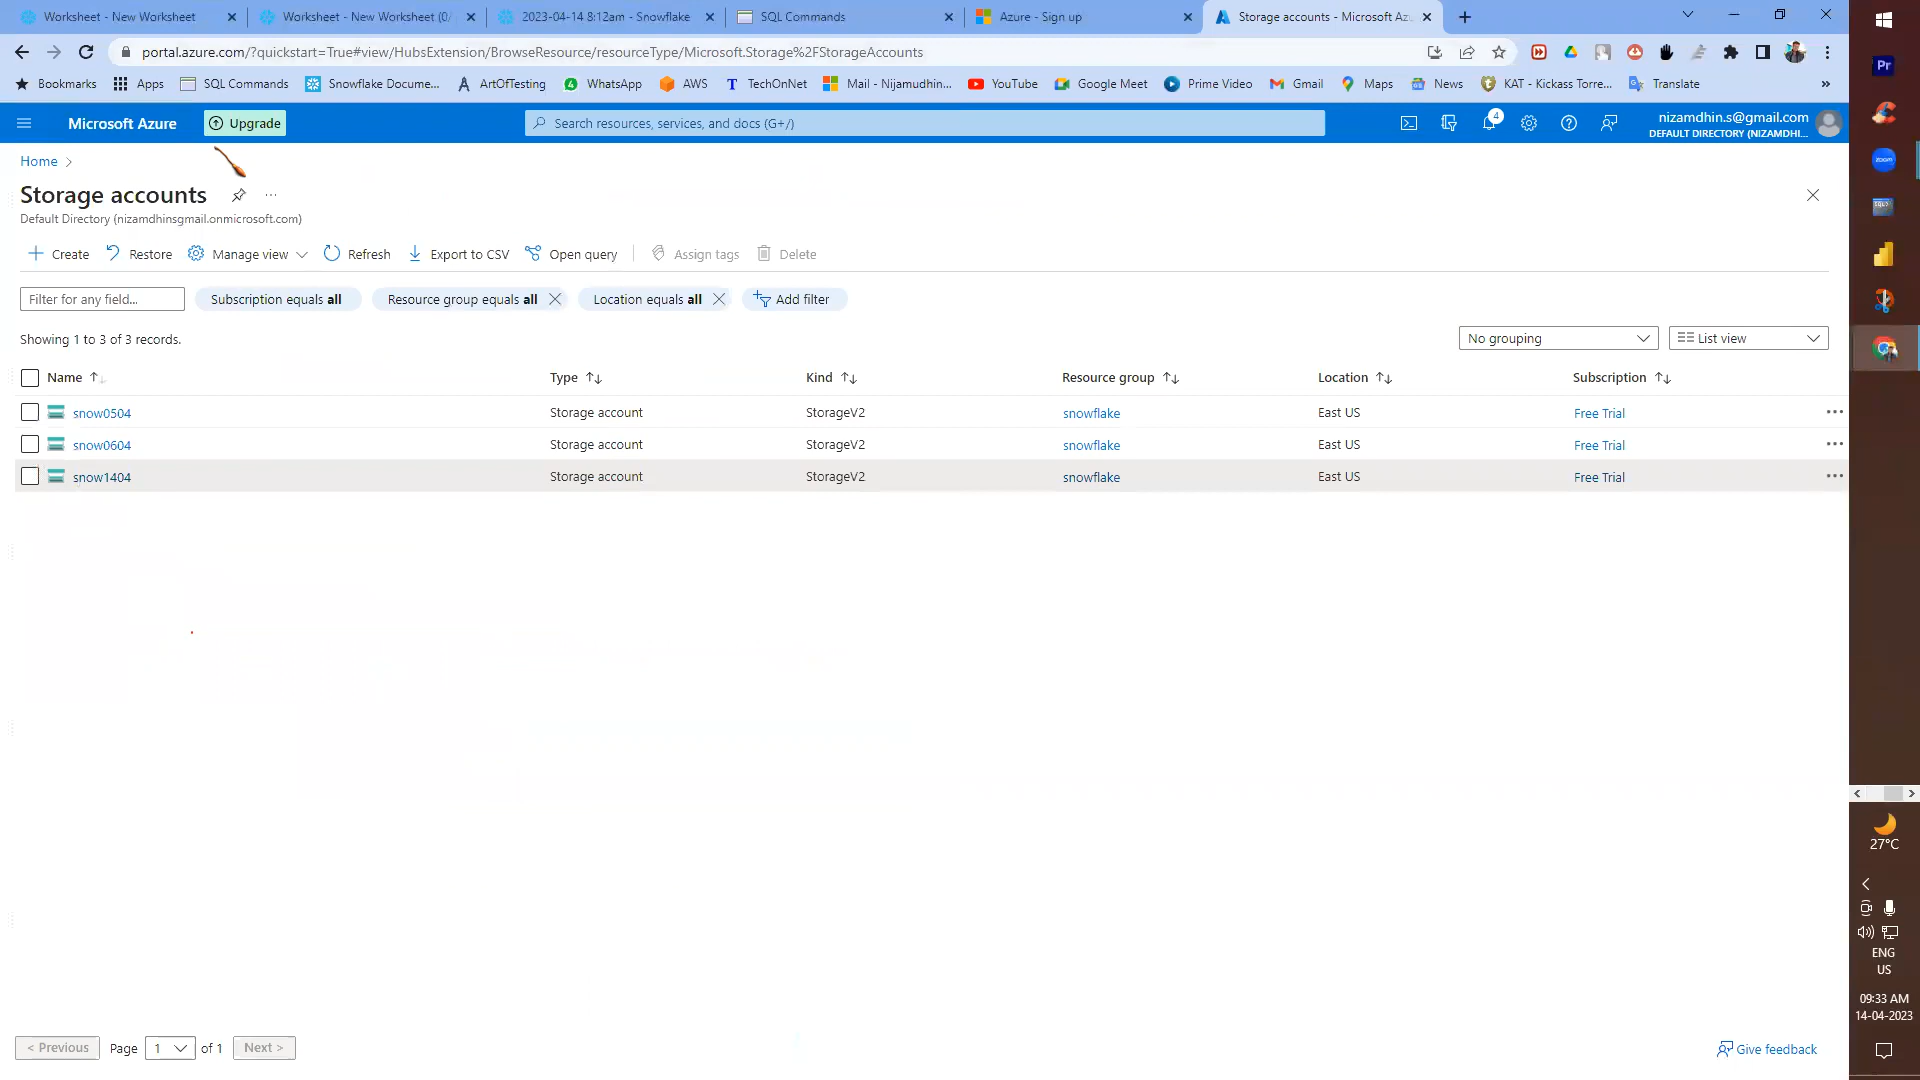 Worksheet - New Worksheet
Worksheet - New Worksheet (0/
2023-04-14 8:12am - Snowflake
SQL Commands
Azure - Sign up
Storage accounts - Microsoft Azu
portal.azure.com/?quickstart=True#view/HubsExtension/BrowseResource/resourceType/Microsoft.Storage%2FStorageAccounts
Bookmarks
Apps
SQL Commands
Snowflake Docume...
ArtOfTesting
WhatsApp
AWS
TechOnNet
Mail - Nijamudhin...
YouTube
Google Meet
Prime Video
Gmail
Maps
News
KAT - Kickass Torre...
Translate
»
Microsoft Azure
Upgrade
Search resources, services, and docs (G+/)
4
nizamdhin.s@gmail.com
DEFAULT DIRECTORY (NIZAMDHI...
Home
Storage accounts
...
Default Directory (nizamdhinsgmail.onmicrosoft.com)
Create
Restore
Manage view
Refresh
Export to CSV
Open query
Assign tags
Delete
Filter for any field...
Subscription equals all
Resource group equals all
Location equals all
Add filter
Showing 1 to 3 of 3 records.
No grouping
List view
Name
Type
Kind
Resource group
Location
Subscription
snow0504
Storage account
StorageV2
snowflake
East US
Free Trial
snow0604
Storage account
StorageV2
snowflake
East US
Free Trial
snow1404
Storage account
StorageV2
snowflake
East US
Free Trial
< Previous
Page
1
of 1
Next >
Give feedback
Pr
zoom
27°C
ENG
US
09:33 AM
14-04-2023